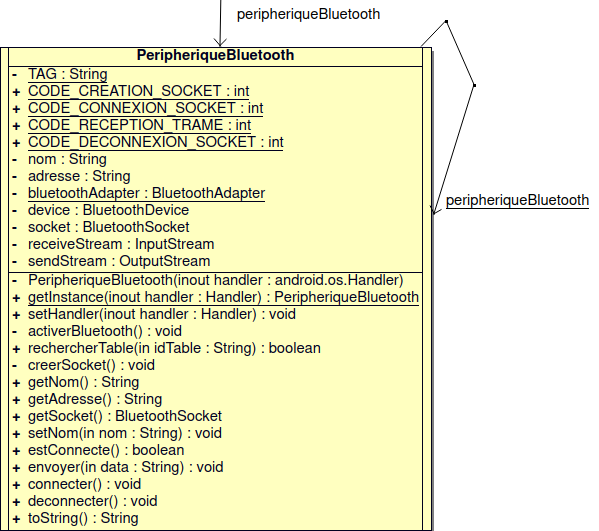 peripheriqueBluetooth
PeripheriqueBluetooth
- TAG : String
+ CODE_CREATION_SOCKET : int
+ CODE_CONNEXION_SOCKET : int
+ CODE_RECEPTION_TRAME : int
+ CODE_DECONNEXION_SOCKET : int
- nom : String
- adresse : String
- bluetoothAdapter : BluetoothAdapter
- device : BluetoothDevice
- socket : BluetoothSocket
- receiveStream : InputStream
- sendStream : OutputStream
peripheriqueBluetooth
- PeripheriqueBluetooth(inout handler : android.os.Handler)
+ getInstance(inout handler : Handler) : PeripheriqueBluetooth
+ setHandler(inout handler : Handler) : void
- activerBluetooth() : void
+ rechercherTable(in idTable : String) : boolean
- creerSocket() : void
+ getNom() : String
+ getAdresse() : String
+ getSocket() : BluetoothSocket
+ setNom(in nom : String) : void
+ estConnecte() : boolean
+ envoyer(in data : String) : void
+ connecter() : void
+ deconnecter() : void
+ toString() : String